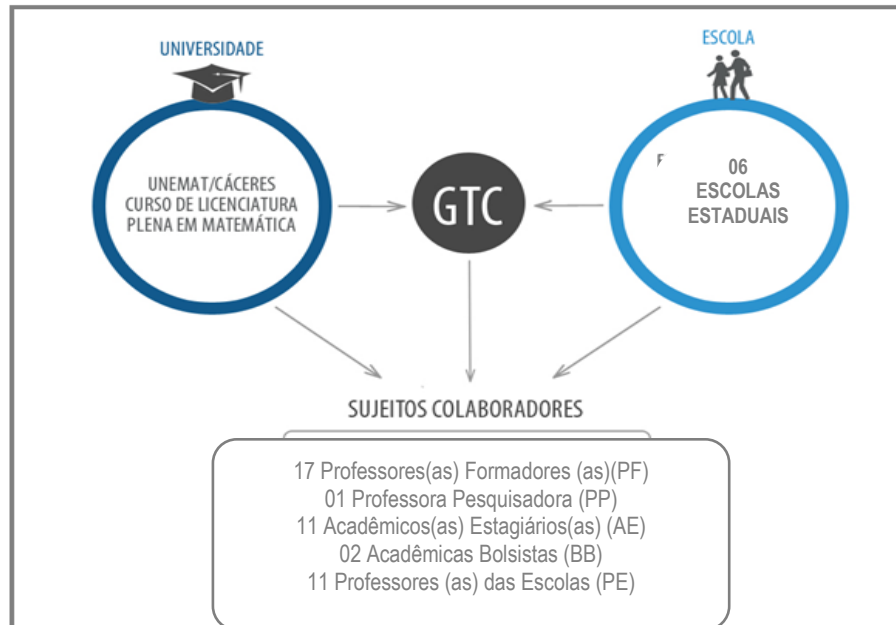 UNIVERSIDADE
ESCOLA
UNEMAT/CÁCERES
CURSO DE LICENCIATURA
PLENA EM MATEMÁTICA
GTC
06
ESCOLAS
ESTADUAIS
SUJEITOS COLABORADORES
17 Professores(as) Formadores (as)(PF)
01 Professora Pesquisadora (PP)
11 Acadêmicos(as) Estagiários(as) (AE)
02 Acadêmicas Bolsistas (BB)
11 Professores (as) das Escolas (PE)